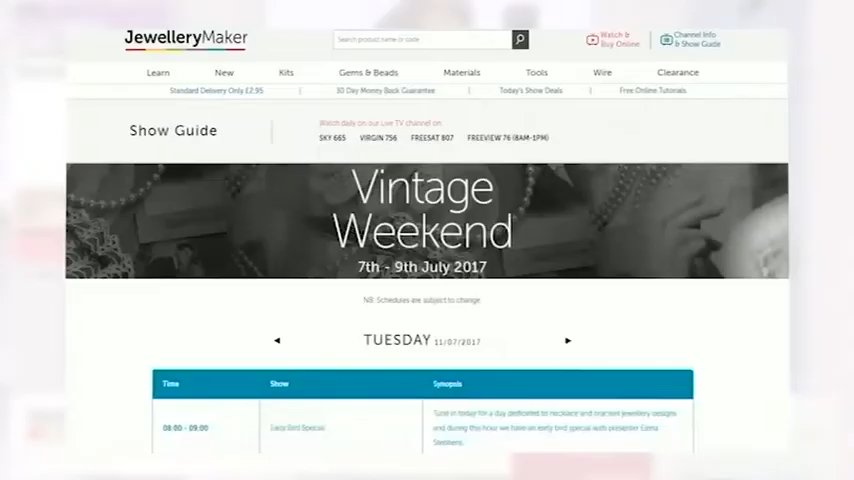 JewelleryMaker
Search product name or code
Watch &
Buy Online
Channel Info
& Show Guide
Learn New Kits Gems & Beads Materials Tools Wire Clearance
Standard Delivery Only £2.95 | 30 Day Money Back Guarantee | Today's Show Deals | Free Online Tutorials
Show Guide
Watch daily on our Live TV channel on:
SKY 665 VIRGIN 756 FREESAT 807 FREEVIEW 76 (8AM-1PM)
Vintage
Weekend
7th - 9th July 2017
NB: Schedules are subject to change.
TUESDAY 11/07/2017
Time Show Synopsis
Tune in today for a day dedicated to necklace and jewellery designs
08:00 - 09:00 Early Bird Special and during this hour we have an early bird special with presenter